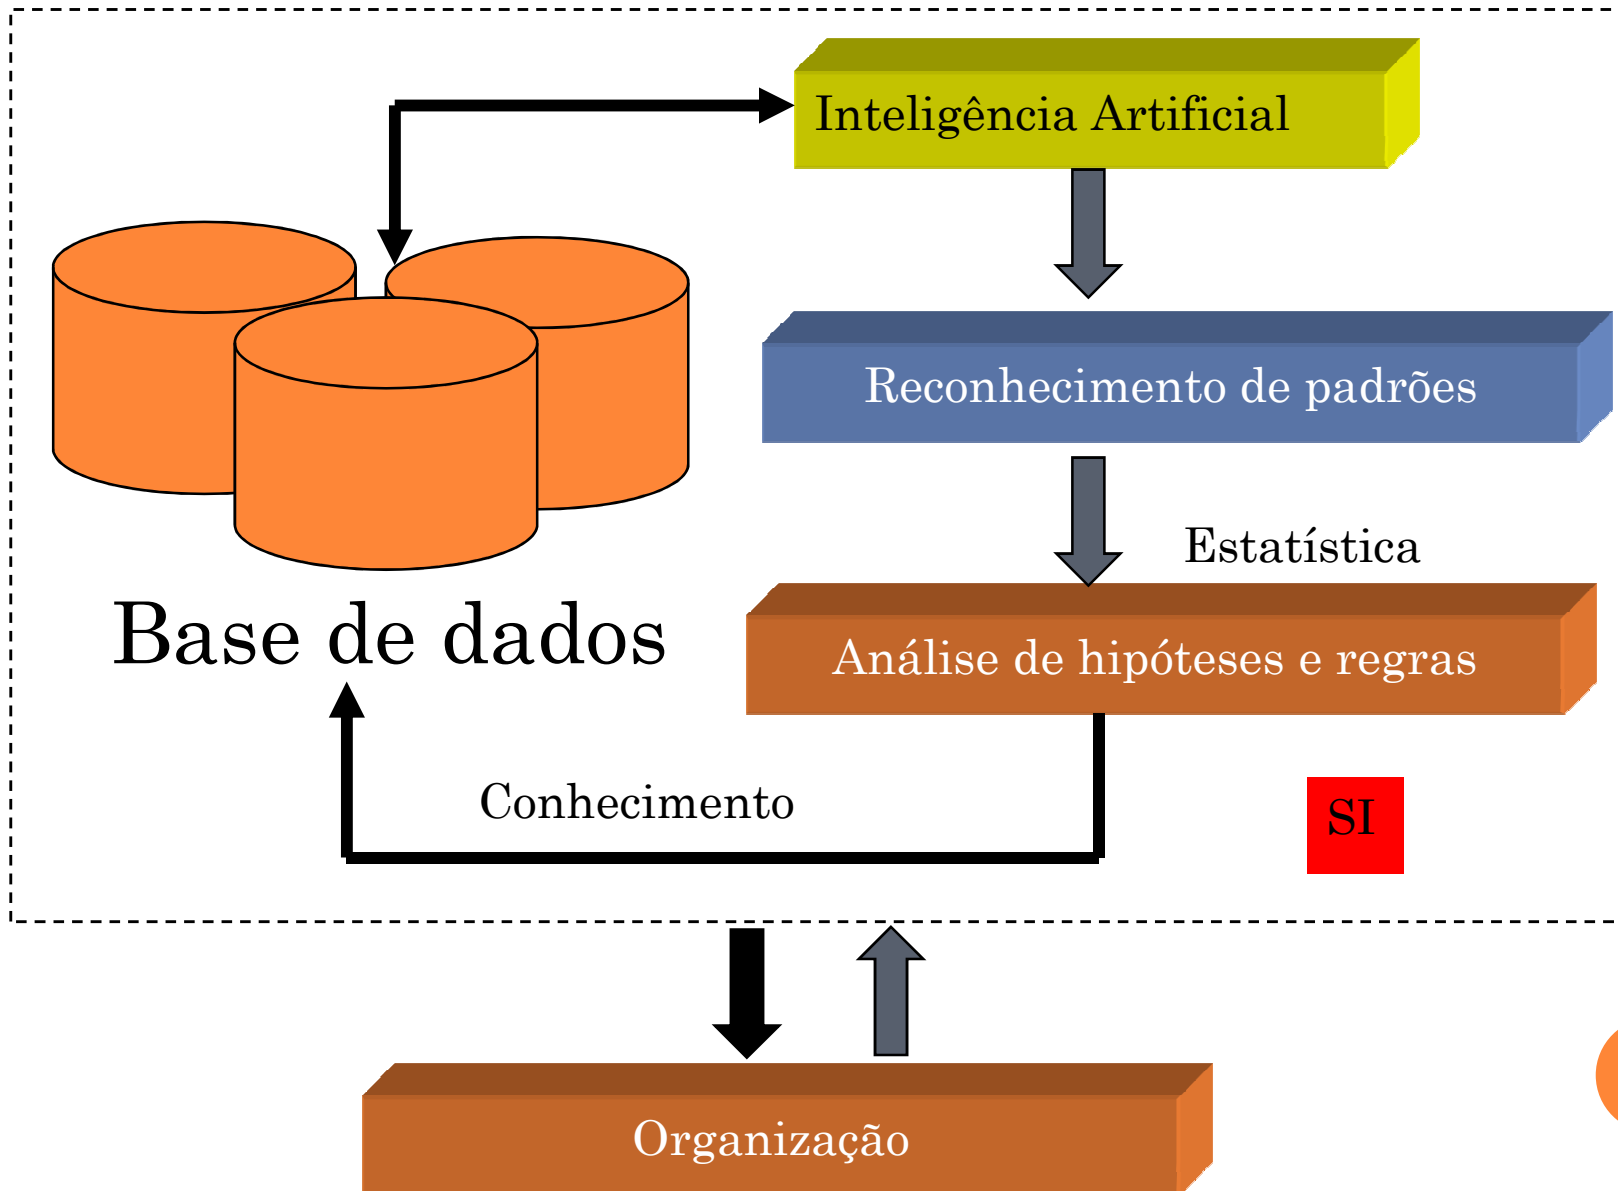 Inteligência Artificial
Reconhecimento de padrões
Estatística
Base de dados
Análise de hipóteses e regras
Conhecimento
SI
Organização